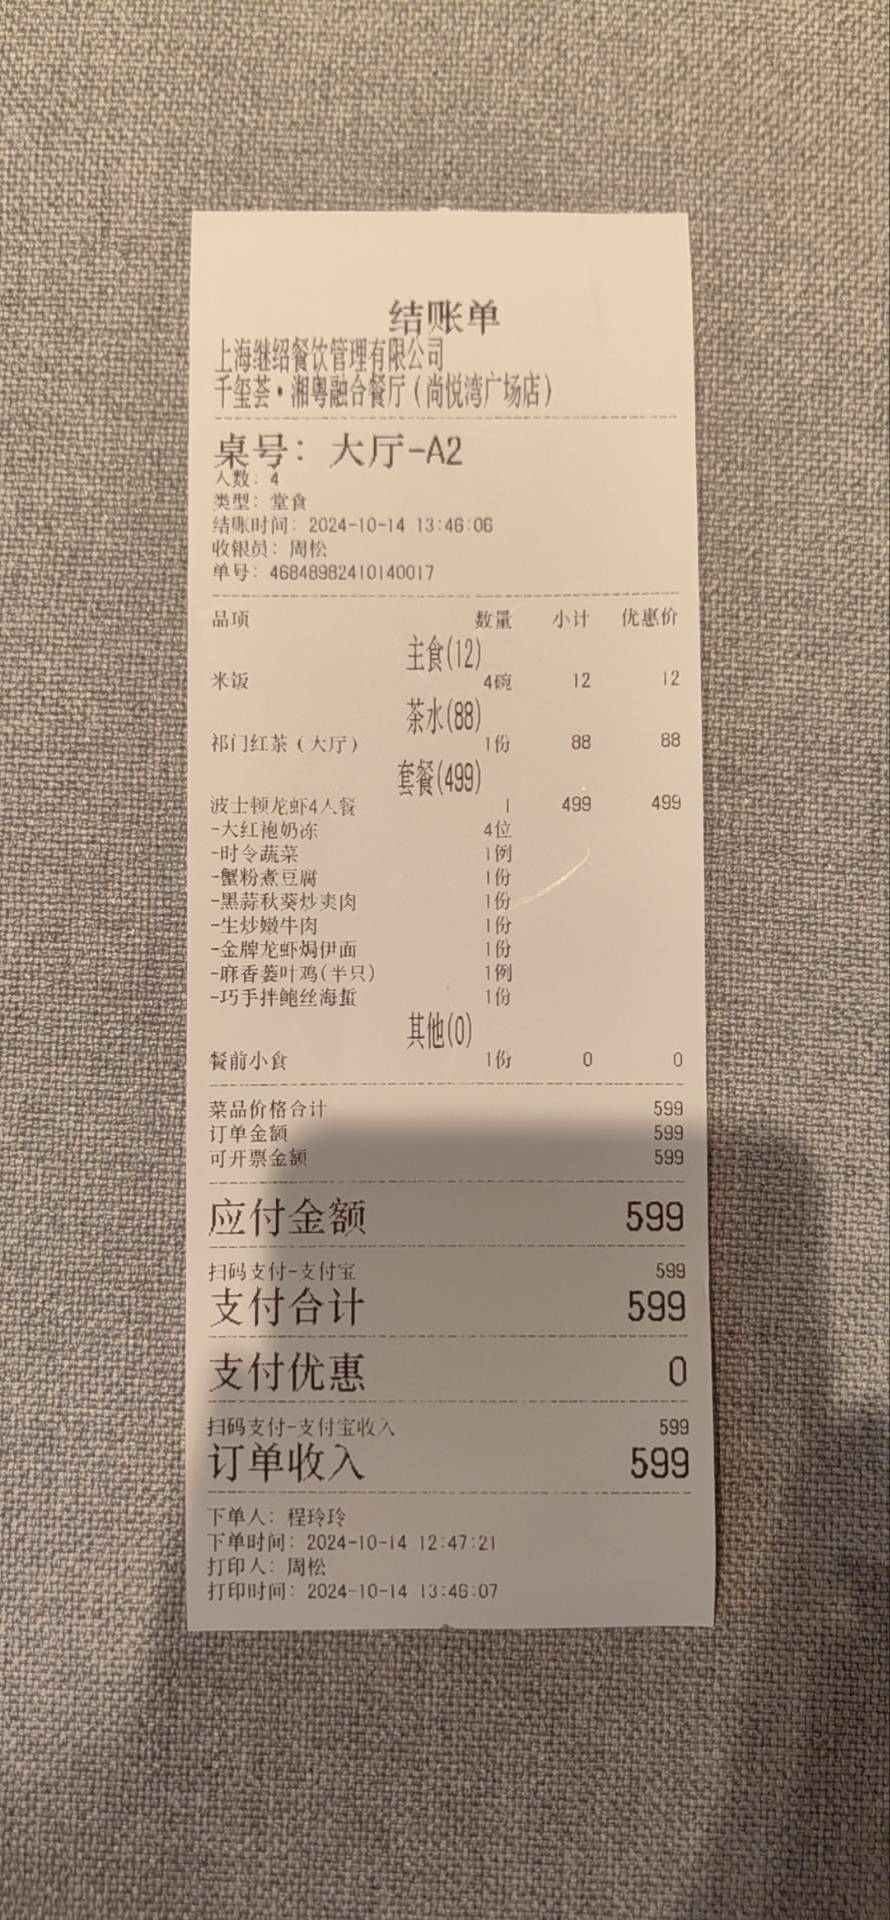 结账单
上海继绍餐饮管理有限公司
千玺荟·湘粤融合餐厅(尚悦湾广场店)
桌号: 大厅-A2
人数: 4
类型: 堂食
结账时间: 2024-10-14 13:46:06
收银员: 周松
单号: 46848982410140017
品项 数量 小计 优惠价
主食(12)
米饭 4碗 12 12
茶水(88)
祁门红茶(大厅) 1份 88 88
套餐(499)
波士顿龙虾4人餐 1 499 499
-大红袍奶冻 4位
-时令蔬菜 1例
-蟹粉煮豆腐 1份
-黑蒜秋葵炒爽肉 1份
-生炒嫩牛肉 1份
-金牌龙虾焗伊面 1份
-麻香蒌叶鸡(半只) 1例
-巧手拌鲍丝海蜇 1份
其他(0)
餐前小食 1份 0 0
菜品价格合计 599
订单金额 599
可开票金额 599
应付金额 599
扫码支付-支付宝 599
支付合计 599
支付优惠 0
扫码支付-支付宝收入 599
订单收入 599
下单人: 程玲玲
下单时间: 2024-10-14 12:47:21
打印人: 周松
打印时间: 2024-10-14 13:46:07